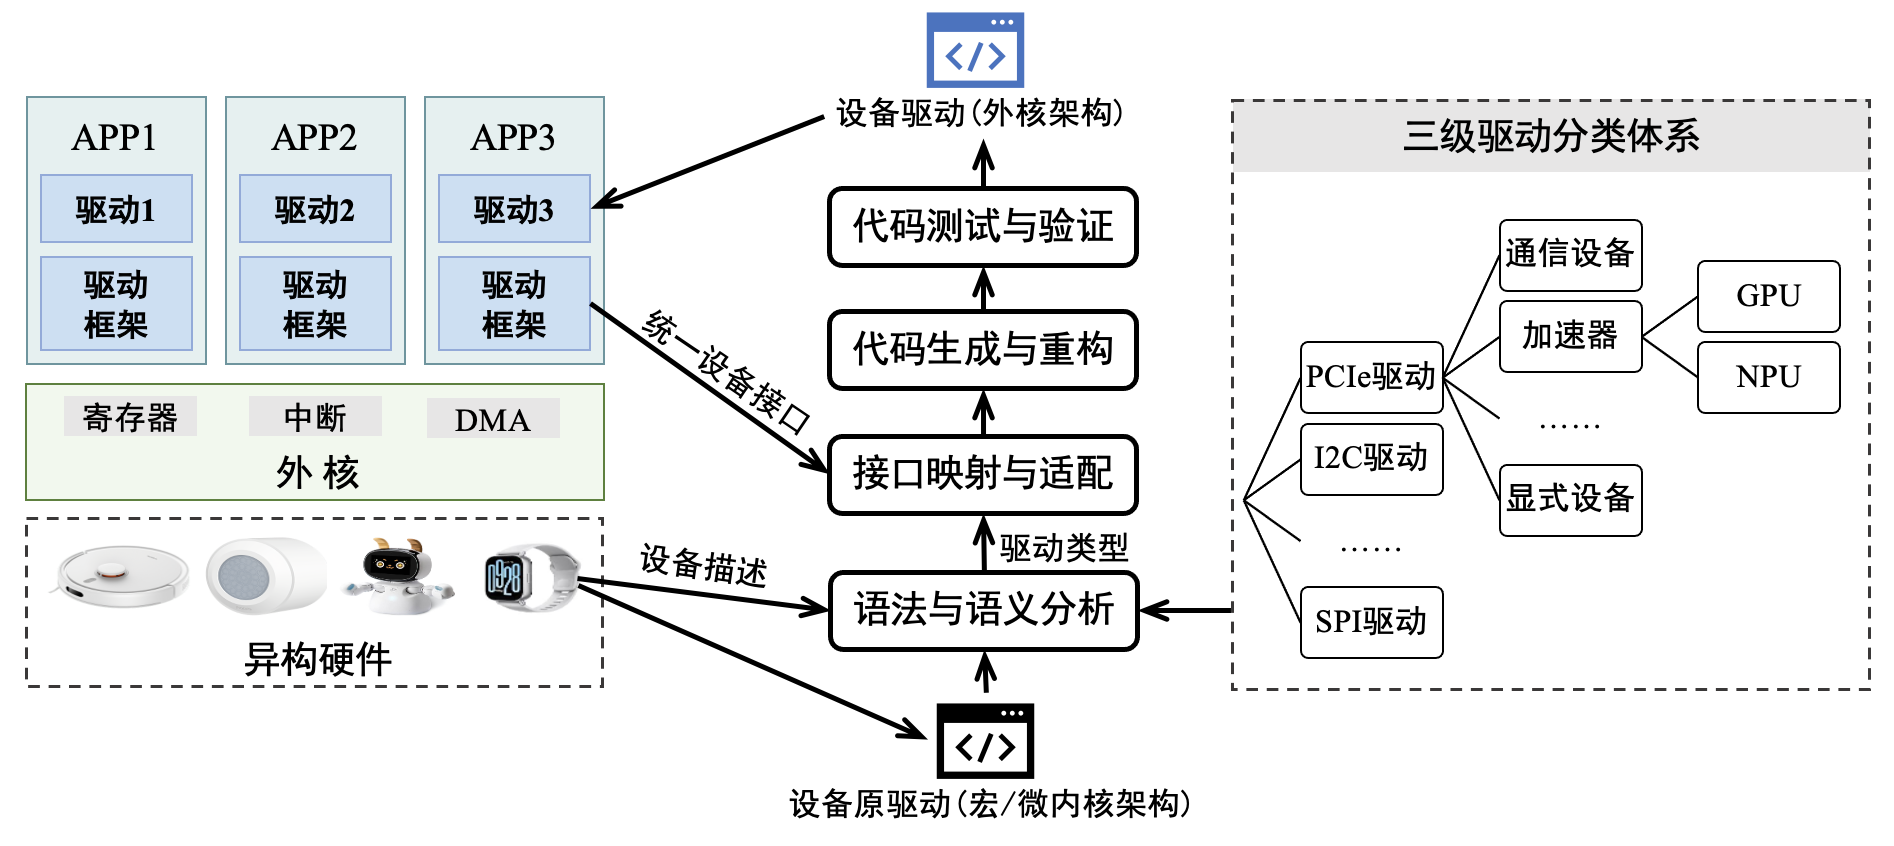 设备驱动(外核架构)
APP1
APP2
APP3
驱动1
驱动2
驱动3
驱动
框架
驱动
框架
驱动
框架
寄存器
中断
DMA
外 核
异构硬件
统一设备接口
设备描述
代码测试与验证
代码生成与重构
接口映射与适配
驱动类型
语法与语义分析
</>
设备原驱动(宏/微内核架构)
三级驱动分类体系
PCIe驱动
I2C驱动
……
SPI驱动
通信设备
加速器
……
显式设备
GPU
NPU